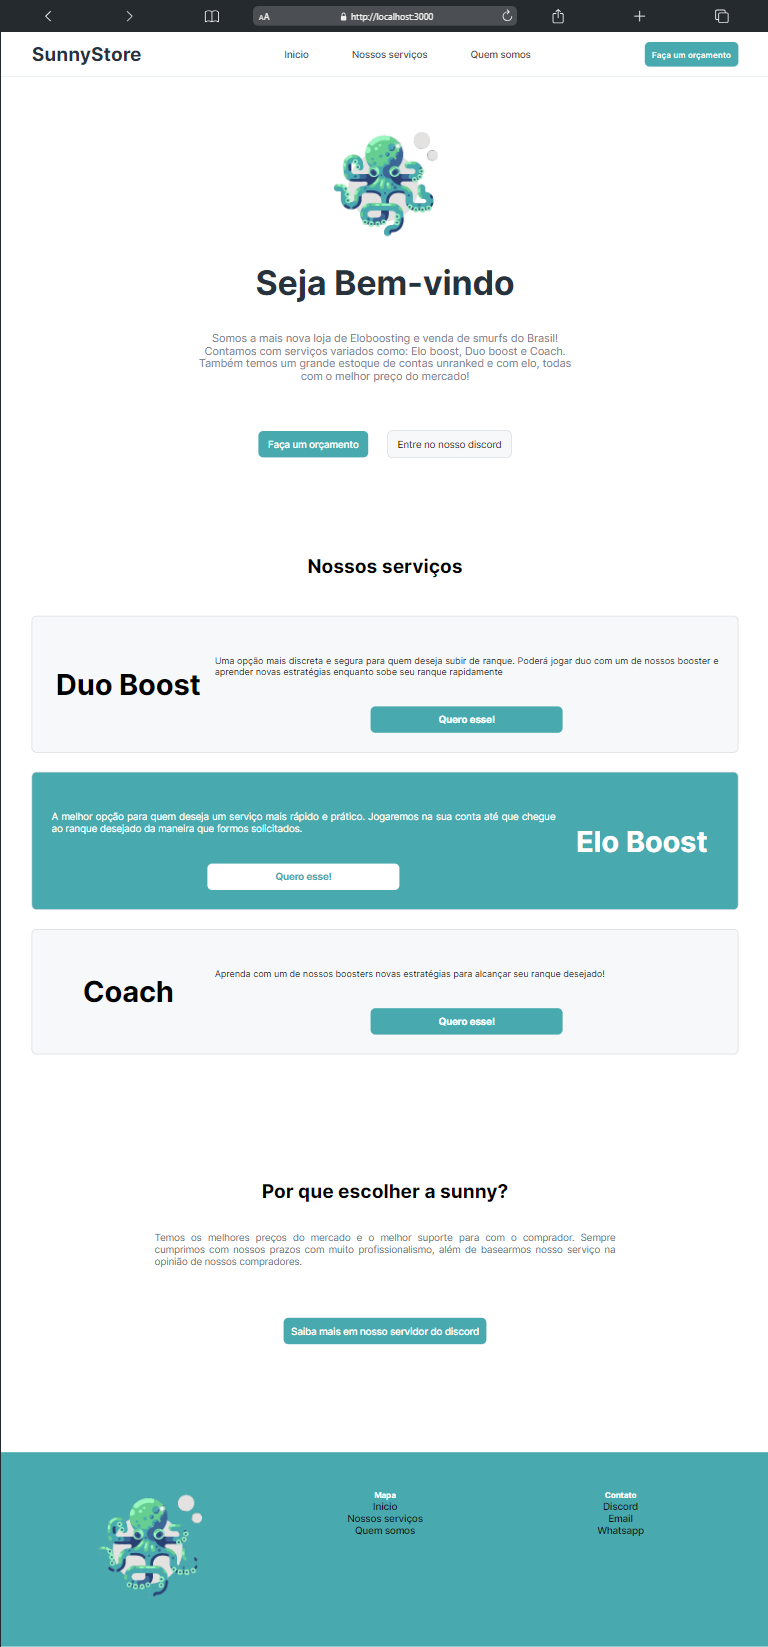 AA http://localhost:3000
SunnyStore Inicio Nossos serviços Quem somos Faça um orçamento
Seja Bem-vindo
Somos a mais nova loja de Eloboosting e venda de smurfs do Brasil!
Contamos com serviços variados como: Elo boost, Duo boost e Coach.
Também temos um grande estoque de contas unranked e com elo, todas
com o melhor preço do mercado!
Faça um orçamento Entre no nosso discord
Nossos serviços
Duo Boost
Uma opção mais discreta e segura para quem deseja subir de ranque. Poderá jogar duo com um de nossos booster e
aprender novas estratégias enquanto sobe seu ranque rapidamente
Quero esse!
A melhor opção para quem deseja um serviço mais rápido e prático. Jogaremos na sua conta até que chegue
ao ranque desejado da maneira que formos solicitados.
Elo Boost
Quero esse!
Coach
Aprenda com um de nossos boosters novas estratégias para alcançar seu ranque desejado!
Quero esse!
Por que escolher a sunny?
Temos os melhores preços do mercado e o melhor suporte para com o comprador. Sempre
cumprimos com nossos prazos com muito profissionalismo, além de basearmos nosso serviço na
opinião de nossos compradores.
Saiba mais em nosso servidor do discord
Mapa
Inicio
Nossos serviços
Quem somos
Contato
Discord
Email
Whatsapp